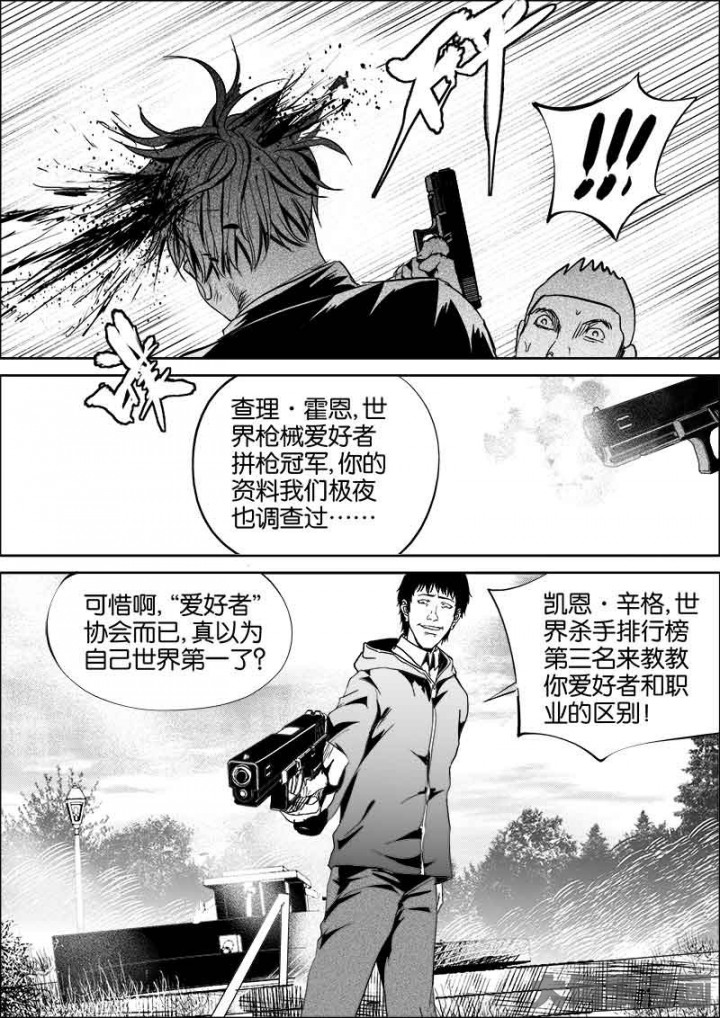 砰
!!!
查理·霍恩,世
界枪械爱好者
拼枪冠军,你的
资料我们极夜
也调查过……
可惜啊,“爱好者”
协会而已,真以为
自己世界第一了?
凯恩·辛格,世
界杀手排行榜
第三名来教教
你爱好者和职
业的区别!